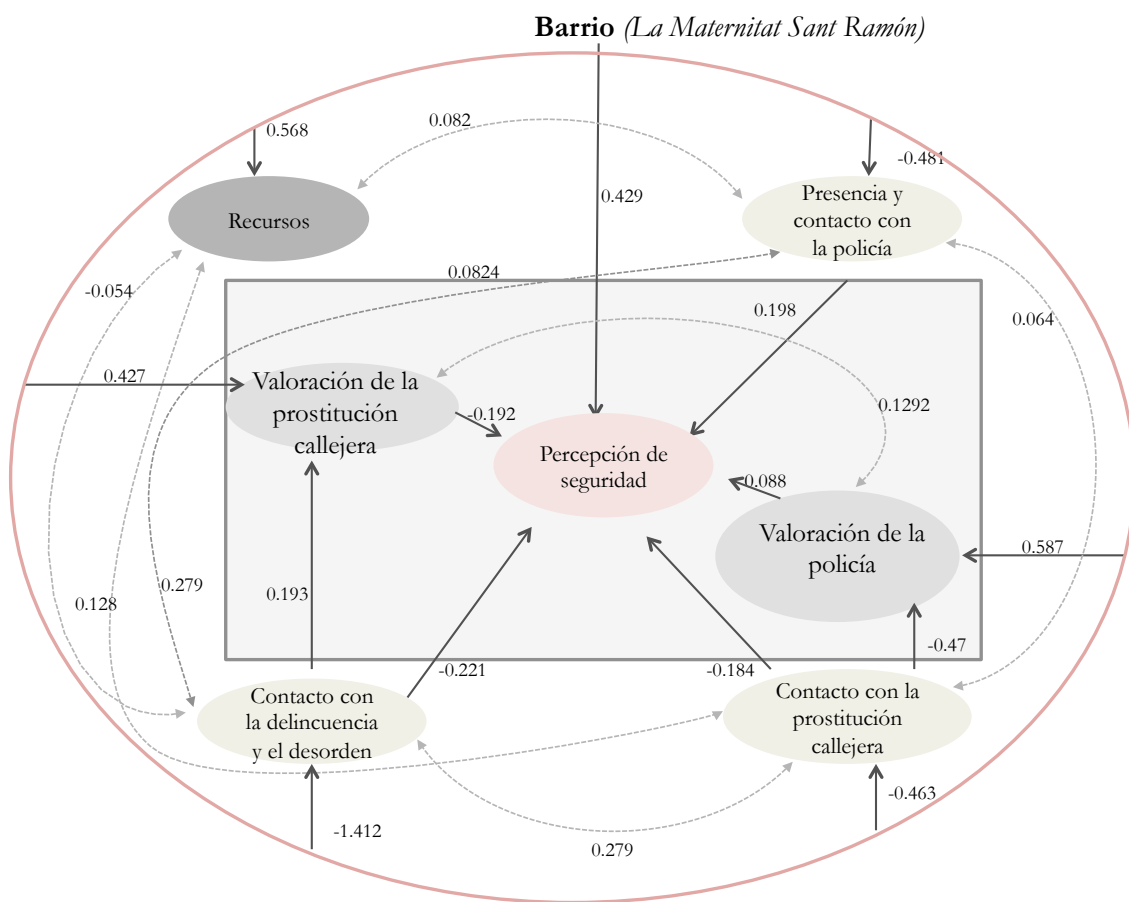 Barrio (La Maternitat Sant Ramón)
0.568
0.082
-0.481
Recursos
0.429
Presencia y
contacto con
la policía
-0.054
0.0824
0.198
0.064
0.427
Valoración de la
prostitución
callejera
-0.192
0.1292
Percepción de
seguridad
0.088
Valoración de la
policía
0.587
0.279
0.128
0.193
-0.47
-0.221
-0.184
Contacto con
la delincuencia
y el desorden
Contacto con la
prostitución
callejera
-1.412
0.279
-0.463